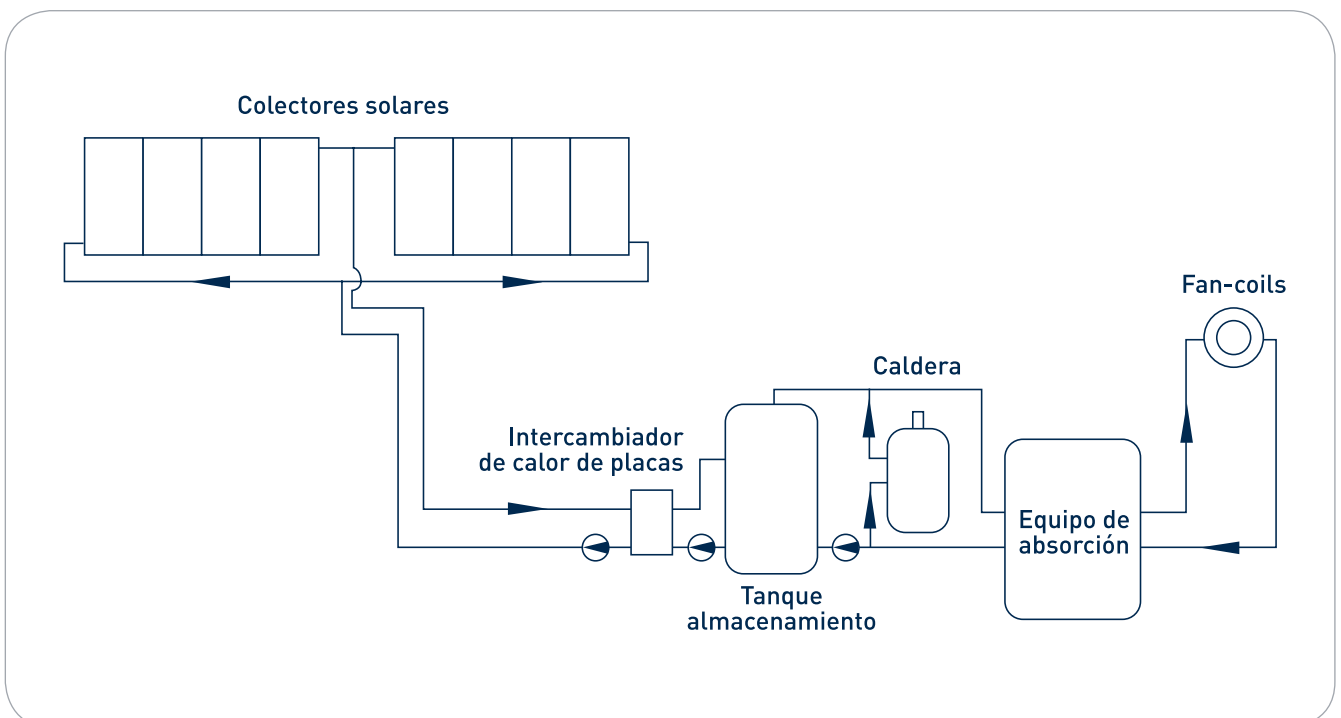 Colectores solares
Fan-coils
Caldera
Intercambiador
de calor de placas
Equipo de
absorción
Tanque
almacenamiento